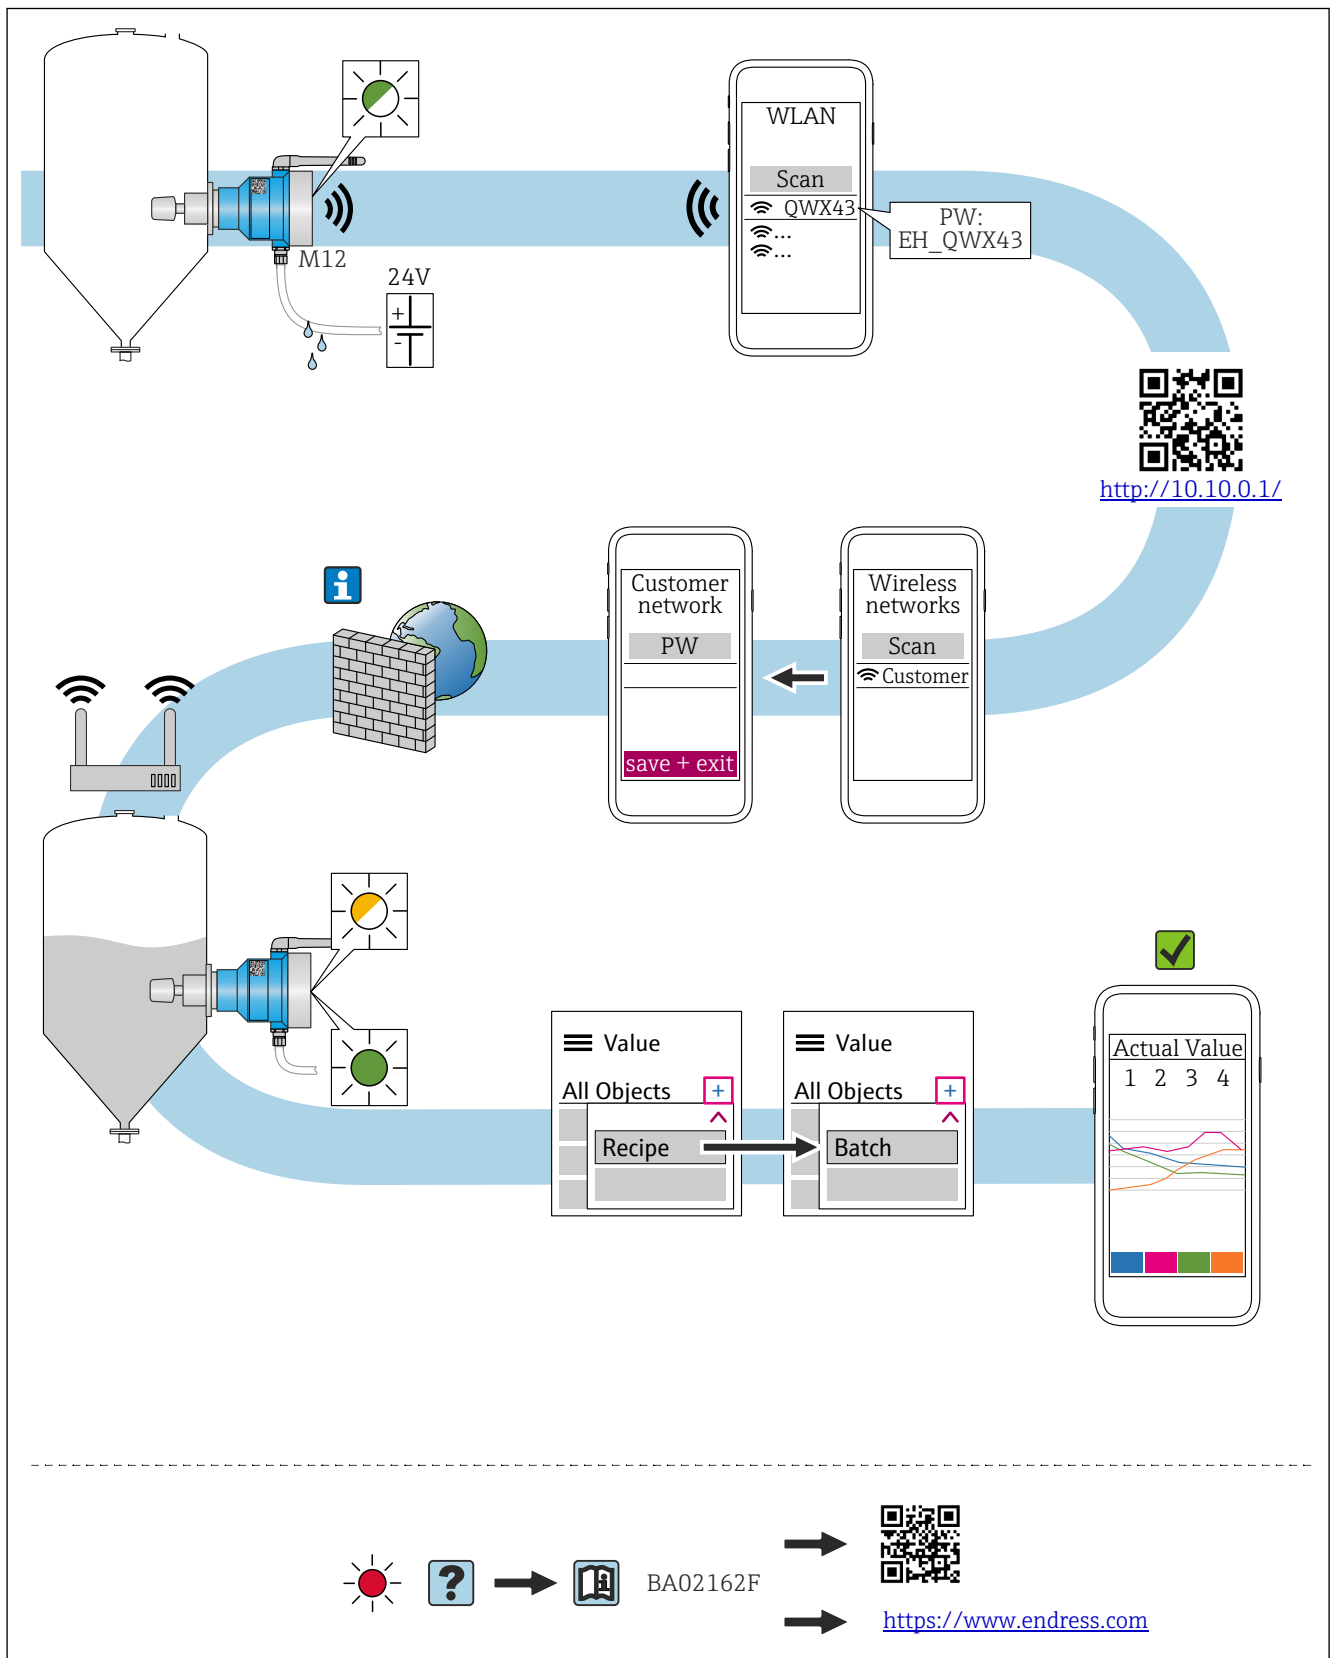 WLAN
Scan
QWX43
...
...
PW:
EH_QWX43
M12
24V
+
-
http://10.10.0.1/
Customer
network
PW
save + exit
Wireless
networks
Scan
Customer
Value
All Objects +
Recipe
Value
All Objects +
Batch
Actual Value
1 2 3 4
?
i
BA02162F
https://www.endress.com